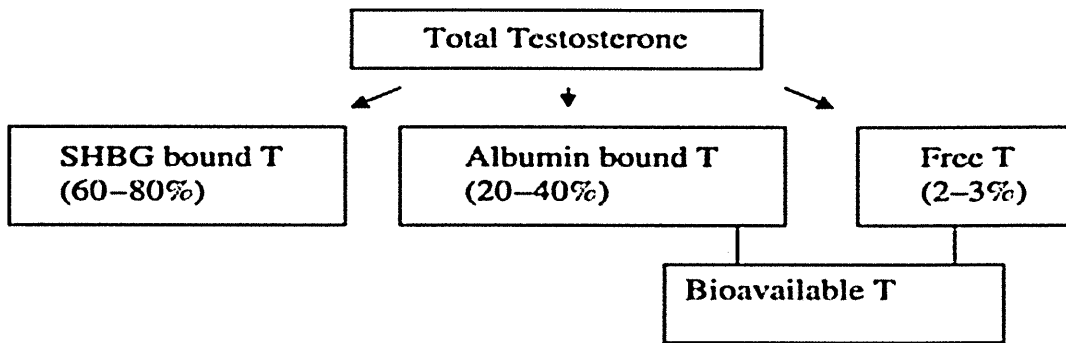 Total Testosterone
SHBG bound T
(60–80%)
Albumin bound T
(20–40%)
Free T
(2–3%)
Bioavailable T